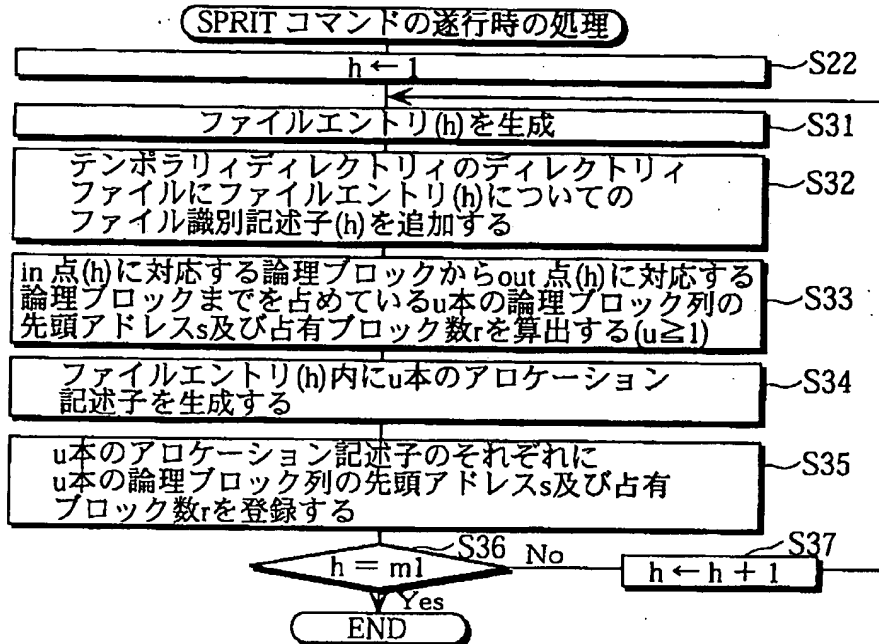 SPRIT コマンドの遂行時の処理
h ← 1
S22
ファイルエントリ(h)を生成
S31
テンポラリィディレクトリィのディレクトリィ
ファイルにファイルエントリ(h)についての
ファイル識別記述子(h)を追加する
S32
in 点(h)に対応する論理ブロックからout 点(h)に対応する
論理ブロックまでを占めているu本の論理ブロック列の
先頭アドレスs及び占有ブロック数rを算出する(u≧1)
S33
ファイルエントリ(h)内にu本のアロケーション
記述子を生成する
S34
u本のアロケーション記述子のそれぞれに
u本の論理ブロック列の先頭アドレスs及び占有
ブロック数rを登録する
S35
S36
h = m1
No
S37
h ← h + 1
Yes
END